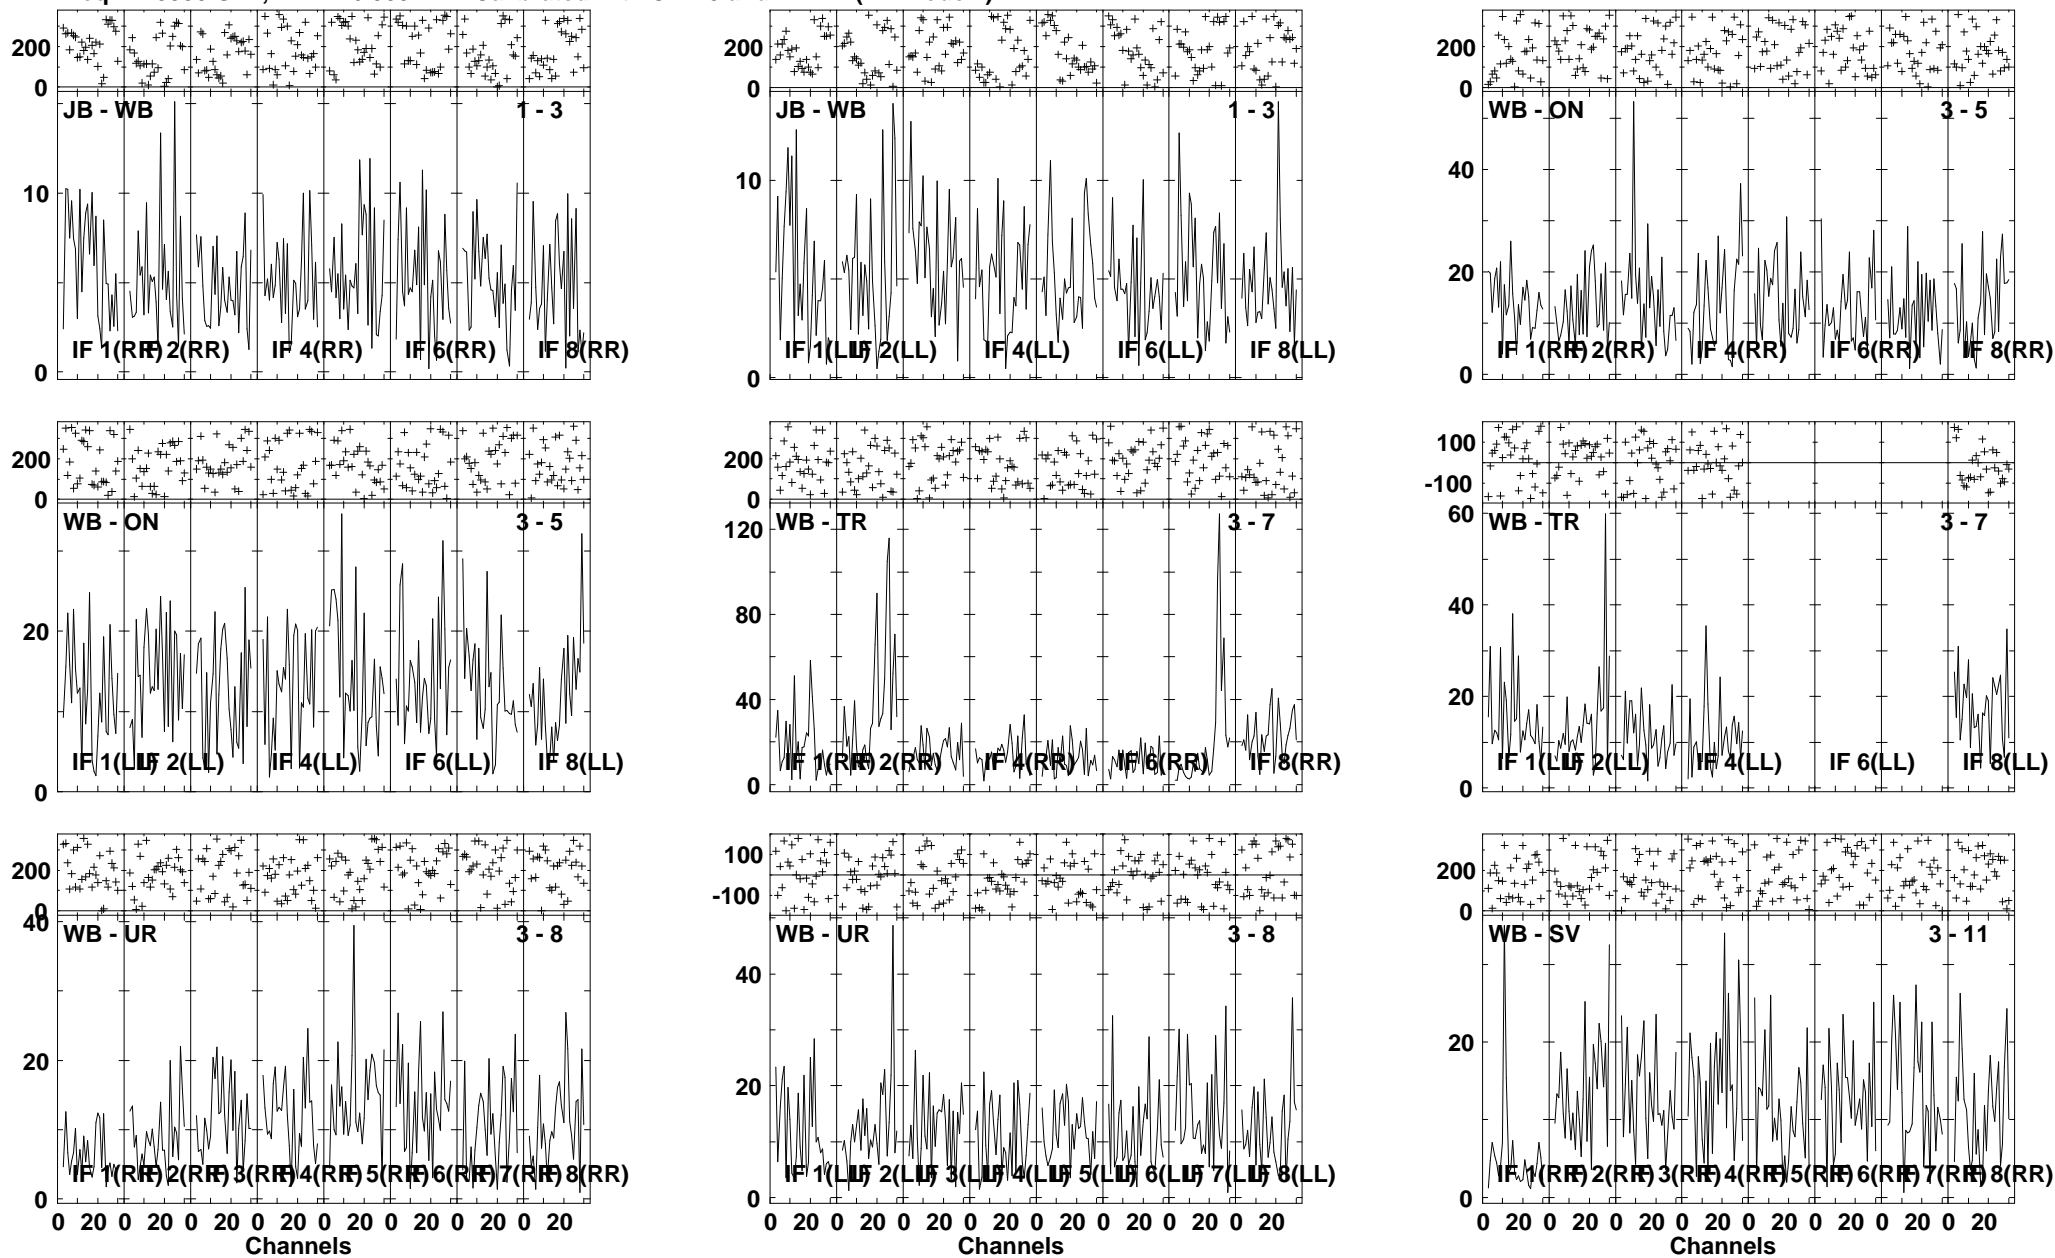 200
0
JB - WB
1 - 3
10
0
IF 1(RR)
IF 2(RR)
IF 4(RR)
IF 6(RR)
IF 8(RR)
200
0
JB - WB
1 - 3
10
0
IF 1(LL)
IF 2(LL)
IF 4(LL)
IF 6(LL)
IF 8(LL)
200
0
WB - ON
3 - 5
40
20
0
IF 1(RR)
IF 2(RR)
IF 4(RR)
IF 6(RR)
IF 8(RR)
200
0
WB - ON
3 - 5
20
0
IF 1(LL)
IF 2(LL)
IF 4(LL)
IF 6(LL)
IF 8(LL)
200
0
WB - TR
3 - 7
120
80
40
0
IF 1(RR)
IF 2(RR)
IF 4(RR)
IF 6(RR)
IF 8(RR)
100
-100
60
WB - TR
3 - 7
40
20
0
IF 1(LL)
IF 2(LL)
IF 4(LL)
IF 6(LL)
IF 8(LL)
200
0
40
WB - UR
3 - 8
20
0
IF 1(RR)
IF 2(RR)
IF 3(RR)
IF 4(RR)
IF 5(RR)
IF 6(RR)
IF 7(RR)
IF 8(RR)
0 20 0 20 0 20 0 20 0 20 0 20 0 20 0 20
Channels
100
-100
WB - UR
3 - 8
40
20
0
IF 1(LL)
IF 2(LL)
IF 3(LL)
IF 4(LL)
IF 5(LL)
IF 6(LL)
IF 7(LL)
IF 8(LL)
0 20 0 20 0 20 0 20 0 20 0 20 0 20 0 20
Channels
200
0
WB - SV
3 - 11
20
0
IF 1(RR)
IF 2(RR)
IF 3(RR)
IF 4(RR)
IF 5(RR)
IF 6(RR)
IF 7(RR)
IF 8(RR)
0 20 0 20 0 20 0 20 0 20 0 20 0 20 0 20
Channels